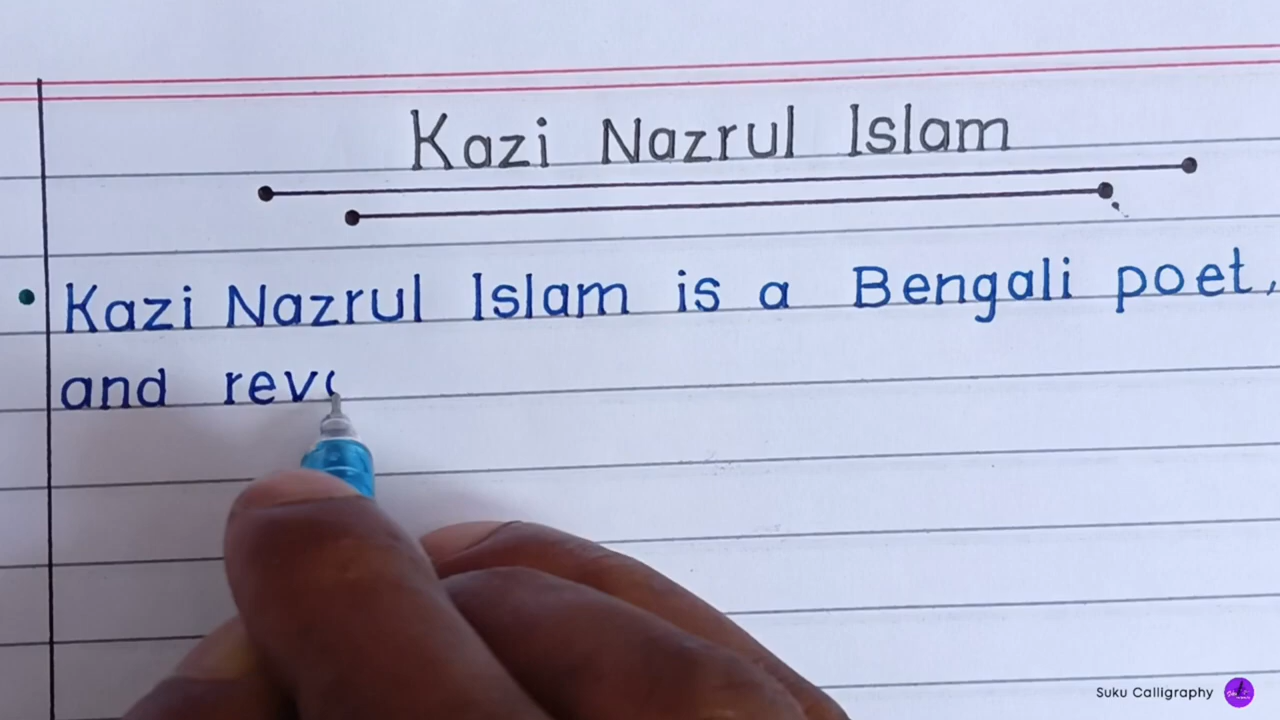 Kazi Nazrul Islam
• Kazi Nazrul Islam is a Bengali poet,
and rev
Suku Calligraphy